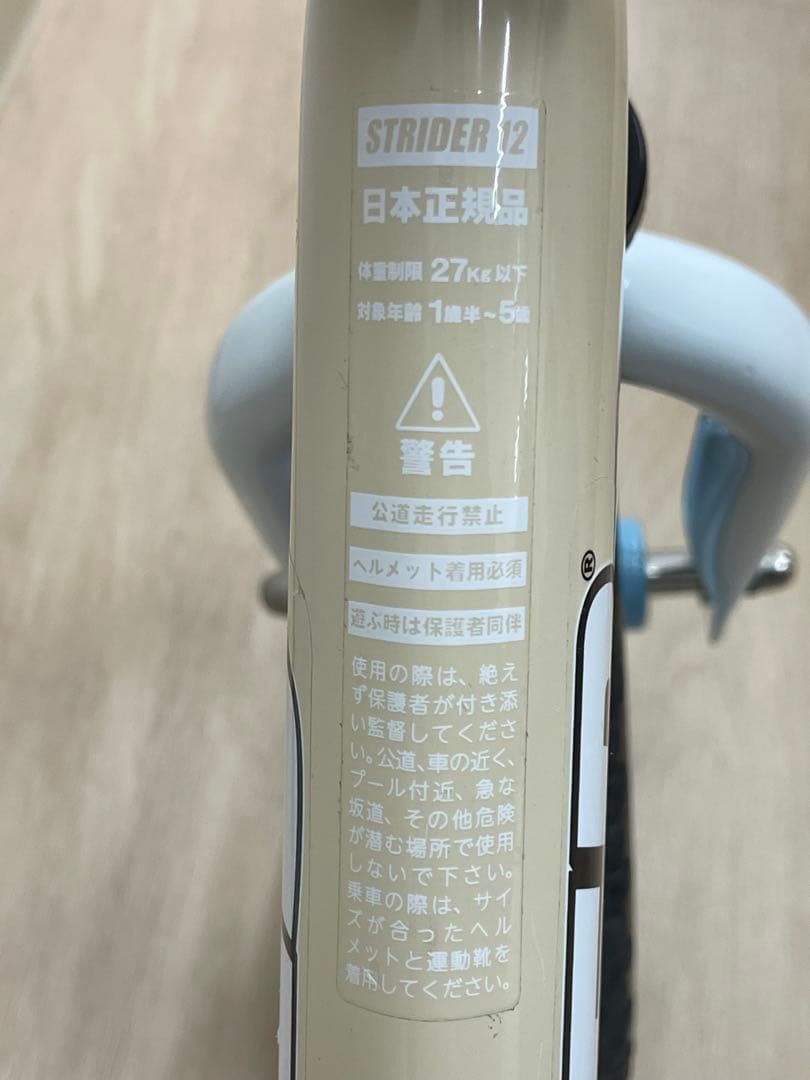 STRIDER 12
日本正規品
体重制限 27Kg 以下
対象年齢 1歳半~5歳
!
警告
公道走行禁止
ヘルメット着用必須
遊ぶ時は保護者同伴
使用の際は、絶え
ず保護者が付き添
い監督してくださ
い。公道、車の近く、
プール付近、急な
坂道、その他危険
が潜む場所で使用
しないで下さい。
乗車の際は、サイ
ズが合ったヘル
メットと運動靴を
着用してください。
®